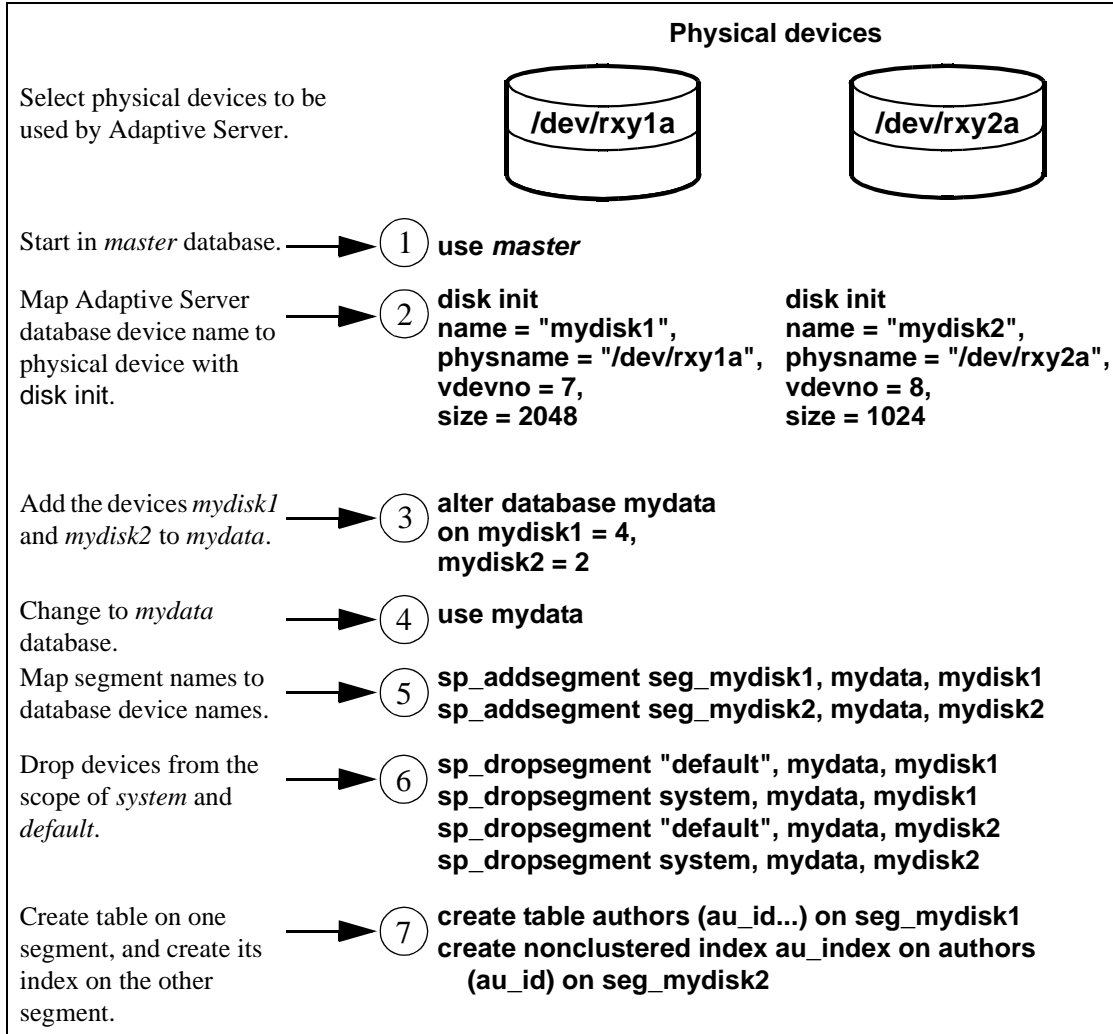 Physical devices
Select physical devices to be
used by Adaptive Server.
/dev/rxy1a
/dev/rxy2a
Start in master database.
1
use master
Map Adaptive Server
database device name to
physical device with
disk init.
2
disk init
name = "mydisk1",
physname = "/dev/rxy1a",
vdevno = 7,
size = 2048
disk init
name = "mydisk2",
physname = "/dev/rxy2a",
vdevno = 8,
size = 1024
Add the devices mydisk1
and mydisk2 to mydata.
3
alter database mydata
on mydisk1 = 4,
mydisk2 = 2
Change to mydata
database.
4
use mydata
Map segment names to
database device names.
5
sp_addsegment seg_mydisk1, mydata, mydisk1
sp_addsegment seg_mydisk2, mydata, mydisk2
Drop devices from the
scope of system and
default.
6
sp_dropsegment "default", mydata, mydisk1
sp_dropsegment system, mydata, mydisk1
sp_dropsegment "default", mydata, mydisk2
sp_dropsegment system, mydata, mydisk2
Create table on one
segment, and create its
index on the other
segment.
7
create table authors (au_id...) on seg_mydisk1
create nonclustered index au_index on authors
(au_id) on seg_mydisk2